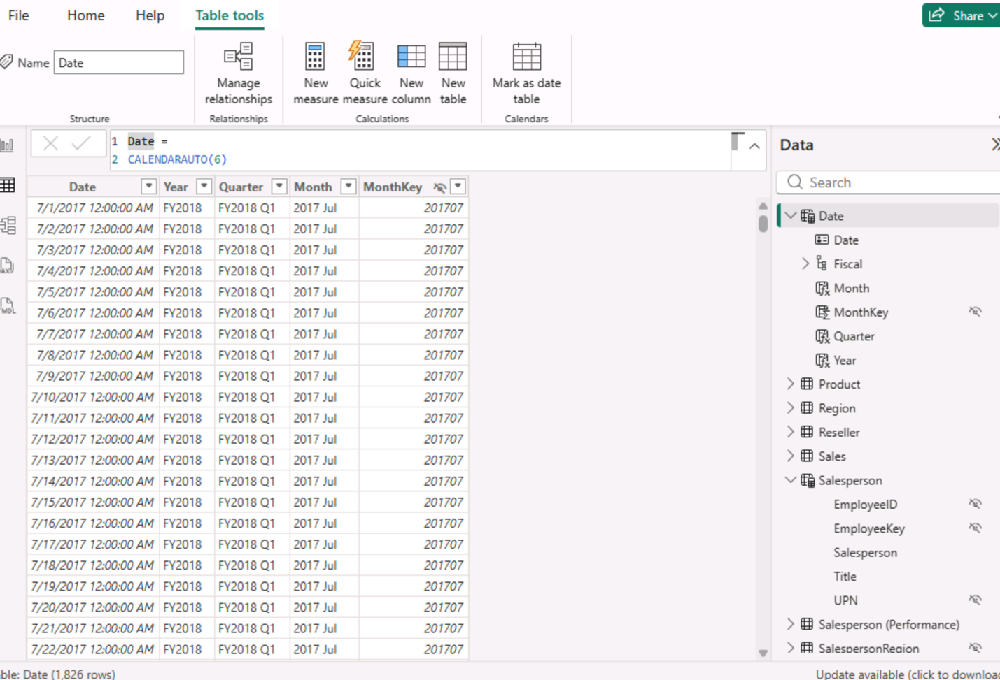 File Home Help Table tools Share
Name Date
Manage relationships
New measure
Quick measure
New column
New table
Mark as date table
Structure Relationships Calculations Calendars
1 Date =
2 CALENDARAUTO(6)
Date Year Quarter Month MonthKey
7/1/2017 12:00:00 AM FY2018 FY2018 Q1 2017 Jul 201707
7/2/2017 12:00:00 AM FY2018 FY2018 Q1 2017 Jul 201707
7/3/2017 12:00:00 AM FY2018 FY2018 Q1 2017 Jul 201707
7/4/2017 12:00:00 AM FY2018 FY2018 Q1 2017 Jul 201707
7/5/2017 12:00:00 AM FY2018 FY2018 Q1 2017 Jul 201707
7/6/2017 12:00:00 AM FY2018 FY2018 Q1 2017 Jul 201707
7/7/2017 12:00:00 AM FY2018 FY2018 Q1 2017 Jul 201707
7/8/2017 12:00:00 AM FY2018 FY2018 Q1 2017 Jul 201707
7/9/2017 12:00:00 AM FY2018 FY2018 Q1 2017 Jul 201707
7/10/2017 12:00:00 AM FY2018 FY2018 Q1 2017 Jul 201707
7/11/2017 12:00:00 AM FY2018 FY2018 Q1 2017 Jul 201707
7/12/2017 12:00:00 AM FY2018 FY2018 Q1 2017 Jul 201707
7/13/2017 12:00:00 AM FY2018 FY2018 Q1 2017 Jul 201707
7/14/2017 12:00:00 AM FY2018 FY2018 Q1 2017 Jul 201707
7/15/2017 12:00:00 AM FY2018 FY2018 Q1 2017 Jul 201707
7/16/2017 12:00:00 AM FY2018 FY2018 Q1 2017 Jul 201707
7/17/2017 12:00:00 AM FY2018 FY2018 Q1 2017 Jul 201707
7/18/2017 12:00:00 AM FY2018 FY2018 Q1 2017 Jul 201707
7/19/2017 12:00:00 AM FY2018 FY2018 Q1 2017 Jul 201707
7/20/2017 12:00:00 AM FY2018 FY2018 Q1 2017 Jul 201707
7/21/2017 12:00:00 AM FY2018 FY2018 Q1 2017 Jul 201707
7/22/2017 12:00:00 AM FY2018 FY2018 Q1 2017 Jul 201707
Data
Search
Date
Date
Fiscal
Month
MonthKey
Quarter
Year
Product
Region
Reseller
Sales
Salesperson
EmployeeID
EmployeeKey
Salesperson
Title
UPN
Salesperson (Performance)
SalespersonRegion
ble: Date (1,826 rows)
Update available (click to download